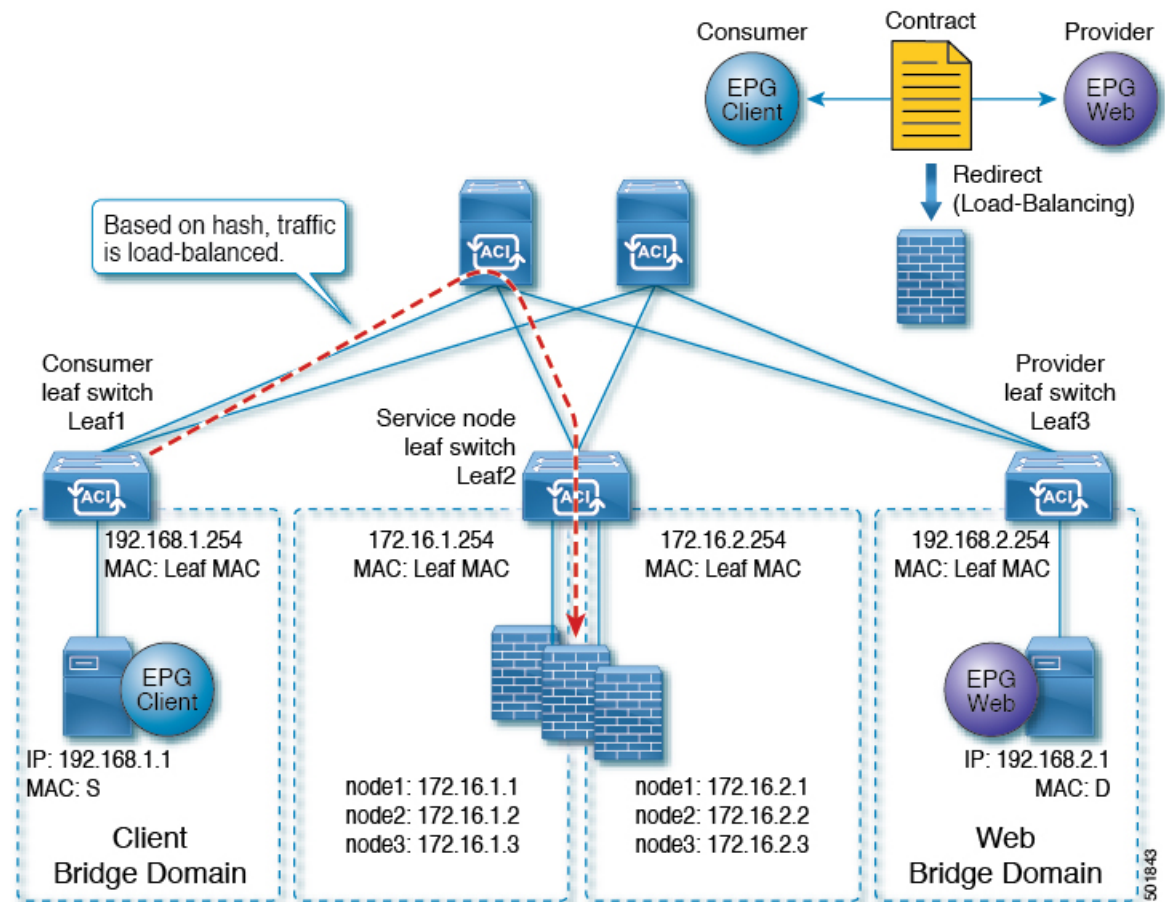 Consumer
Contract
Provider
EPG
Client
EPG
Web
Redirect
(Load-Balancing)
Based on hash, traffic
is load-balanced.
ACI
ACI
Consumer
leaf switch
Leaf1
Service node
leaf switch
Leaf2
Provider
leaf switch
Leaf3
ACI
ACI
ACI
192.168.1.254
MAC: Leaf MAC
172.16.1.254
MAC: Leaf MAC
172.16.2.254
MAC: Leaf MAC
192.168.2.254
MAC: Leaf MAC
EPG
Client
EPG
Web
IP: 192.168.1.1
MAC: S
node1: 172.16.1.1
node2: 172.16.1.2
node3: 172.16.1.3
node1: 172.16.2.1
node2: 172.16.2.2
node3: 172.16.2.3
IP: 192.168.2.1
MAC: D
Client
Bridge Domain
Web
Bridge Domain
501843